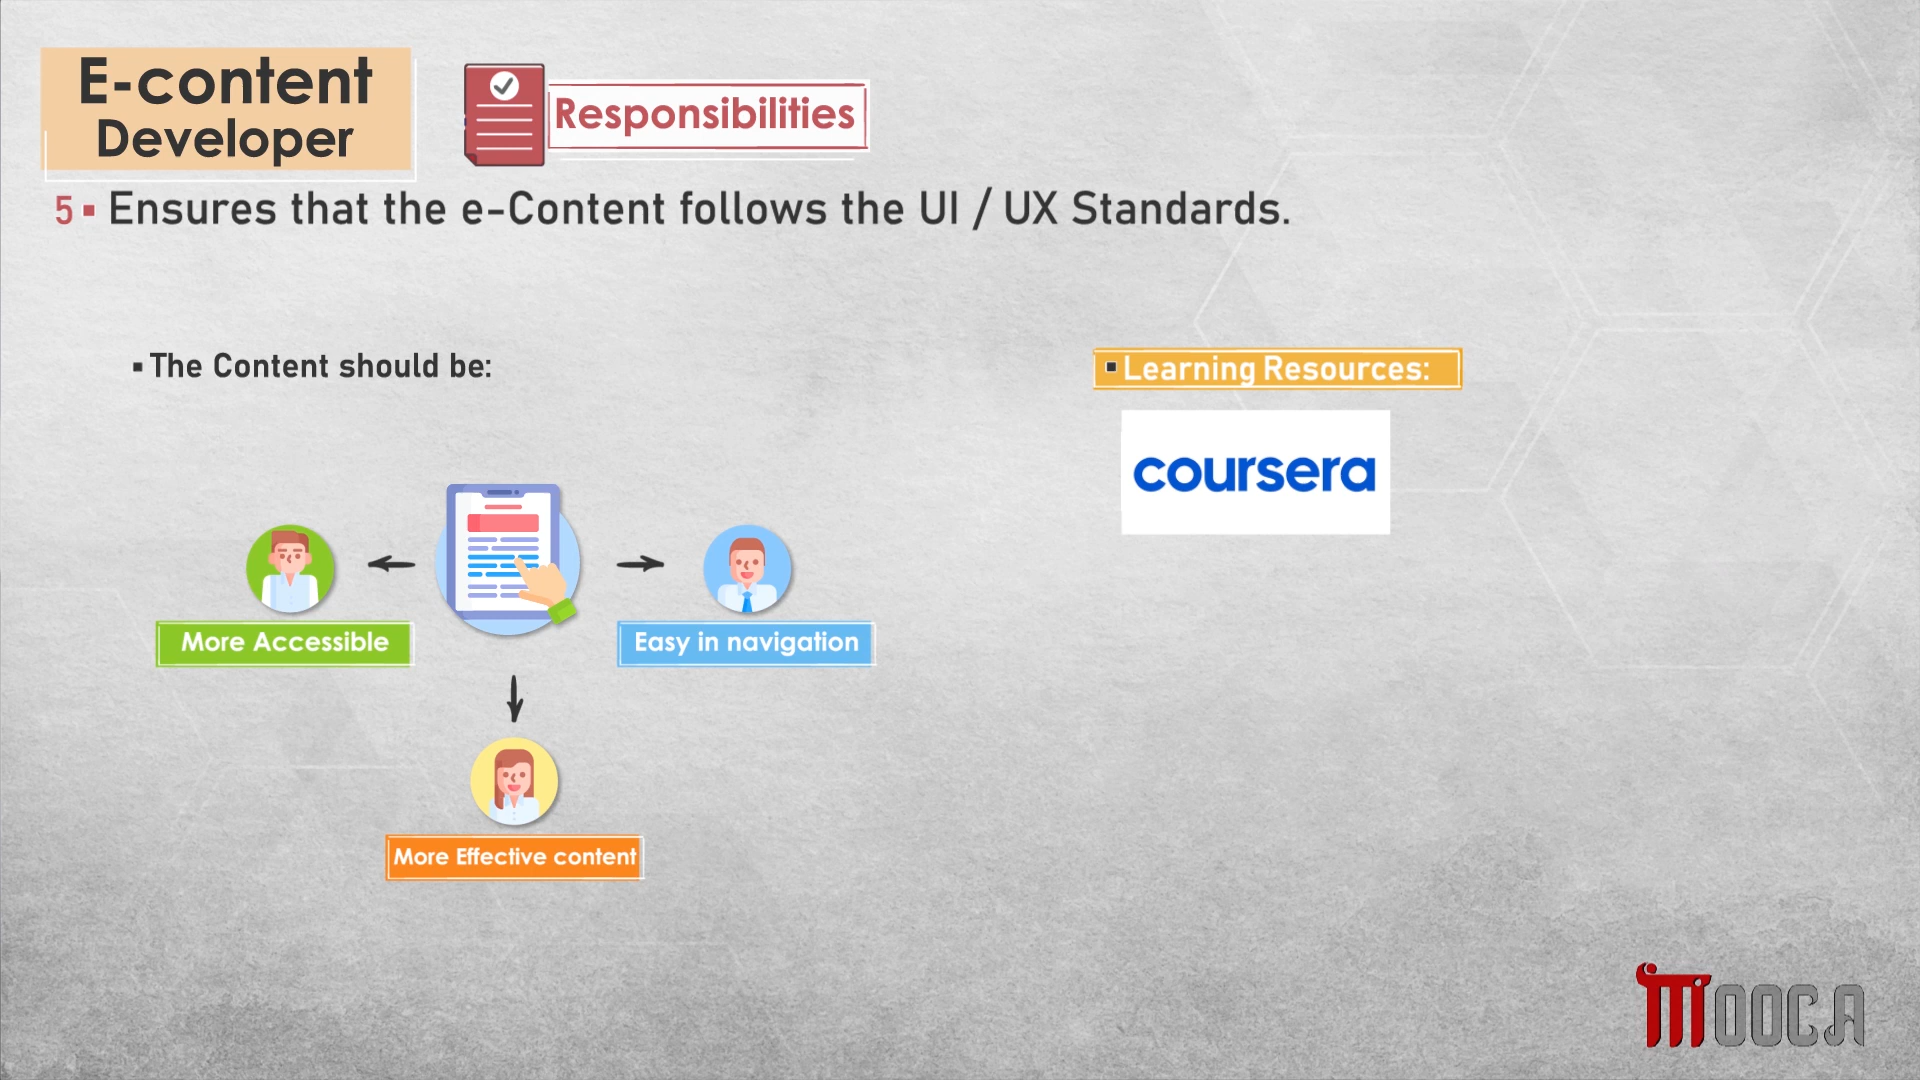 E-content
Developer
Responsibilities
5▪ Ensures that the e-Content follows the UI / UX Standards.
▪ The Content should be:
▪ Learning Resources:
coursera
More Accessible
Easy in navigation
More Effective content
MOOCA